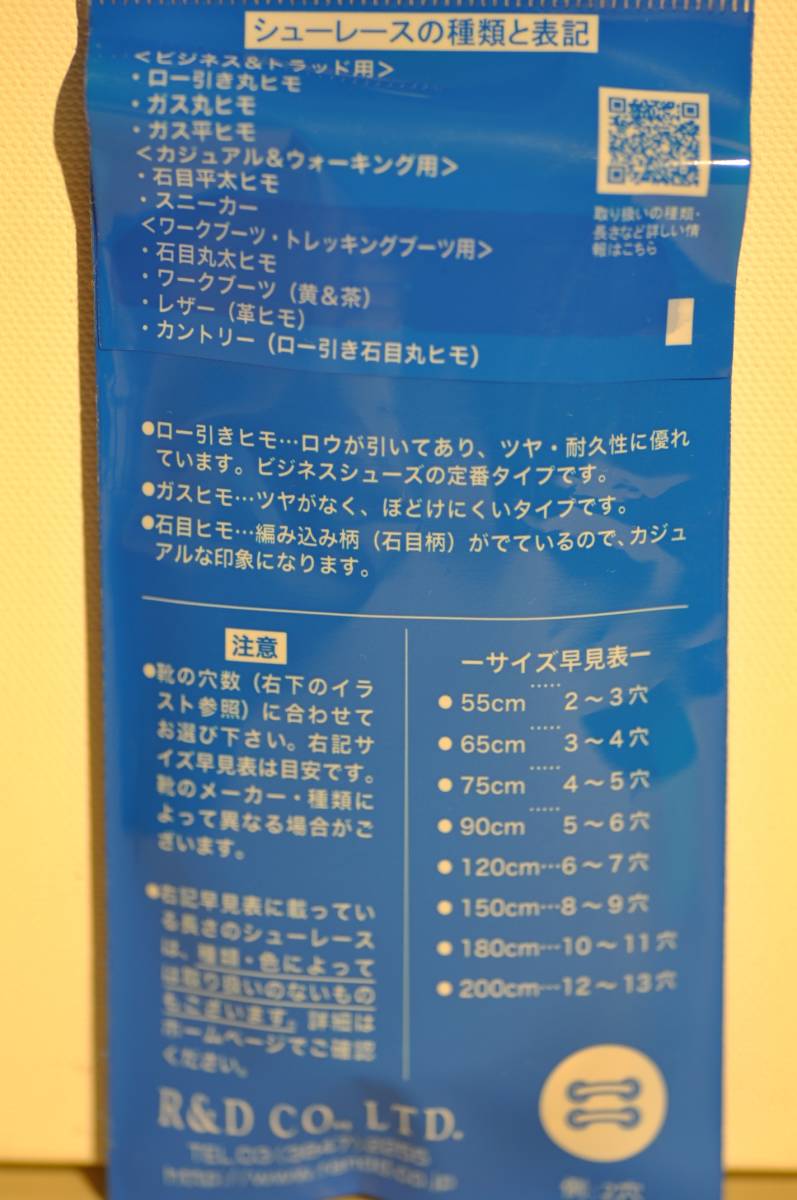 シューレースの種類と表記
<ビジネス&トラッド用>
・ロー引き丸ヒモ
・ガス丸ヒモ
・ガス平ヒモ
<カジュアル&ウォーキング用>
・石目平太ヒモ
・スニーカー
<ワークブーツ・トレッキングブーツ用>
・石目丸太ヒモ
・ワークブーツ(黄&茶)
・レザー(革ヒモ)
・カントリー(ロー引き石目丸ヒモ)
取り扱いの種類・
長さなど詳しい情
報はこちら
●ロー引きヒモ…ロウが引いてあり、ツヤ・耐久性に優れ
ています。ビジネスシューズの定番タイプです。
●ガスヒモ…ツヤがなく、ほどけにくいタイプです。
●石目ヒモ…編み込み柄(石目柄)がでているので、カジュ
アルな印象になります。
注意
●靴の穴数(右下のイラ
スト参照)に合わせて
お選び下さい。右記サ
イズ早見表は目安です。
靴のメーカー・種類に
よって異なる場合がご
ざいます。
●右記早見表に載ってい
る長さのシューレース
は、種類・色によって
は取り扱いのないもの
もございます。詳細は
ホームページでご確認
ください。
ーサイズ早見表ー
●55cm……2〜3穴
●65cm……3〜4穴
●75cm……4〜5穴
●90cm……5〜6穴
●120cm…6〜7穴
●150cm…8〜9穴
●180cm…10〜11穴
●200cm…12〜13穴
R&D CO., LTD.